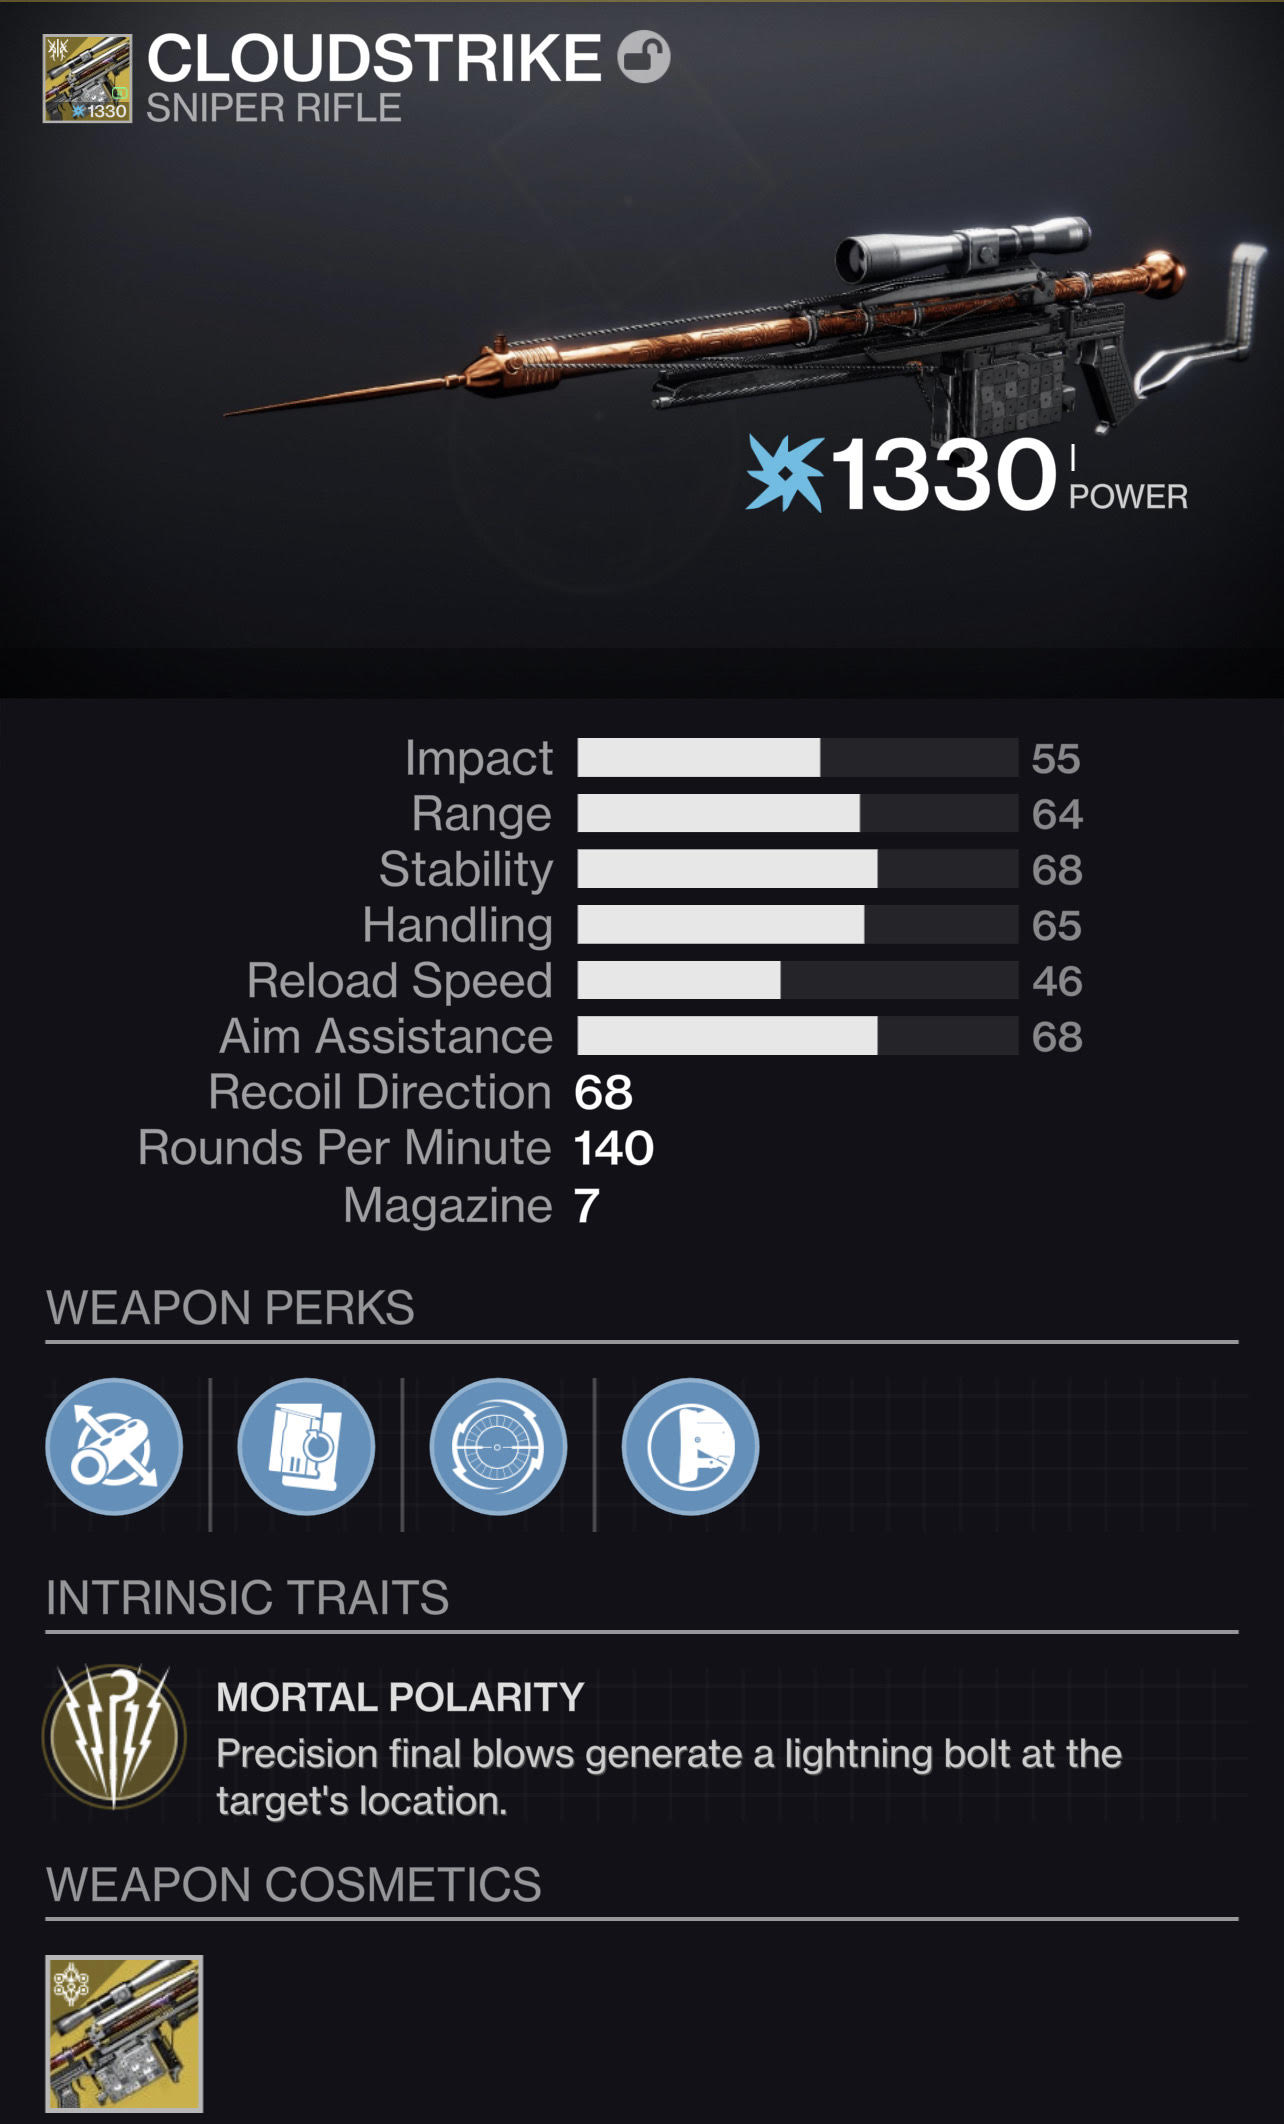 CLOUDSTRIKE
SNIPER RIFLE
1330
1330 |
POWER
Impact 55
Range 64
Stability 68
Handling 65
Reload Speed 46
Aim Assistance 68
Recoil Direction 68
Rounds Per Minute 140
Magazine 7
WEAPON PERKS
INTRINSIC TRAITS
MORTAL POLARITY
Precision final blows generate a lightning bolt at the
target's location.
WEAPON COSMETICS